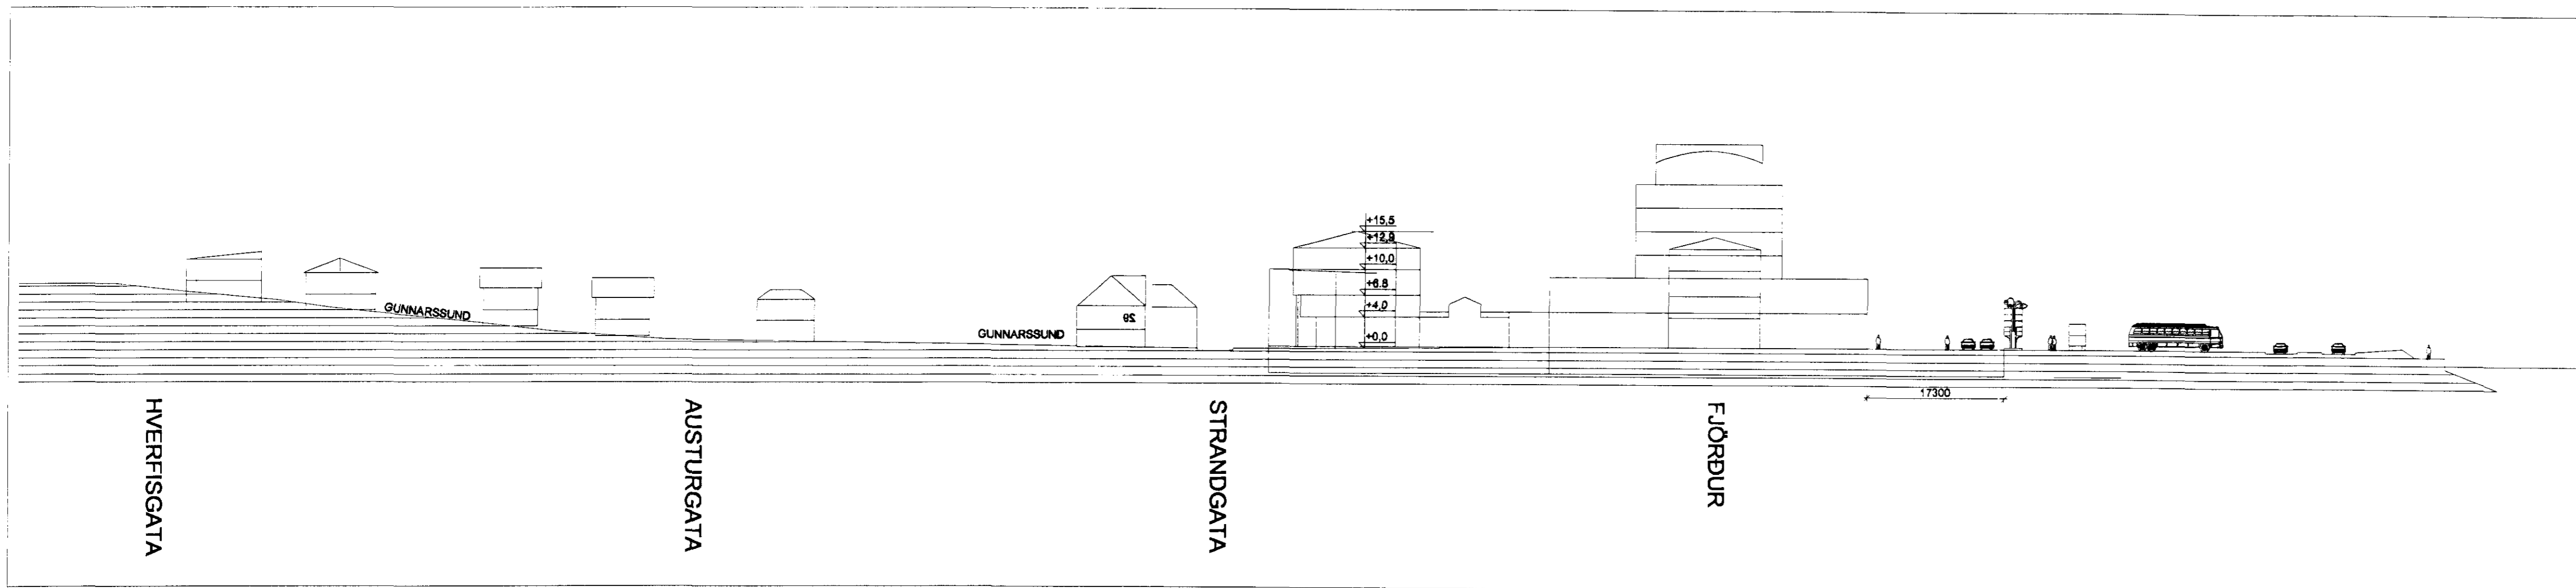 GUNNARSSUND
GUNNARSSUND
29
+15,5
+12,9
+10,0
+6,8
+4,0
+0,0
17300
HVERFISGATA
AUSTURGATA
STRANDGATA
FJÖRÐUR